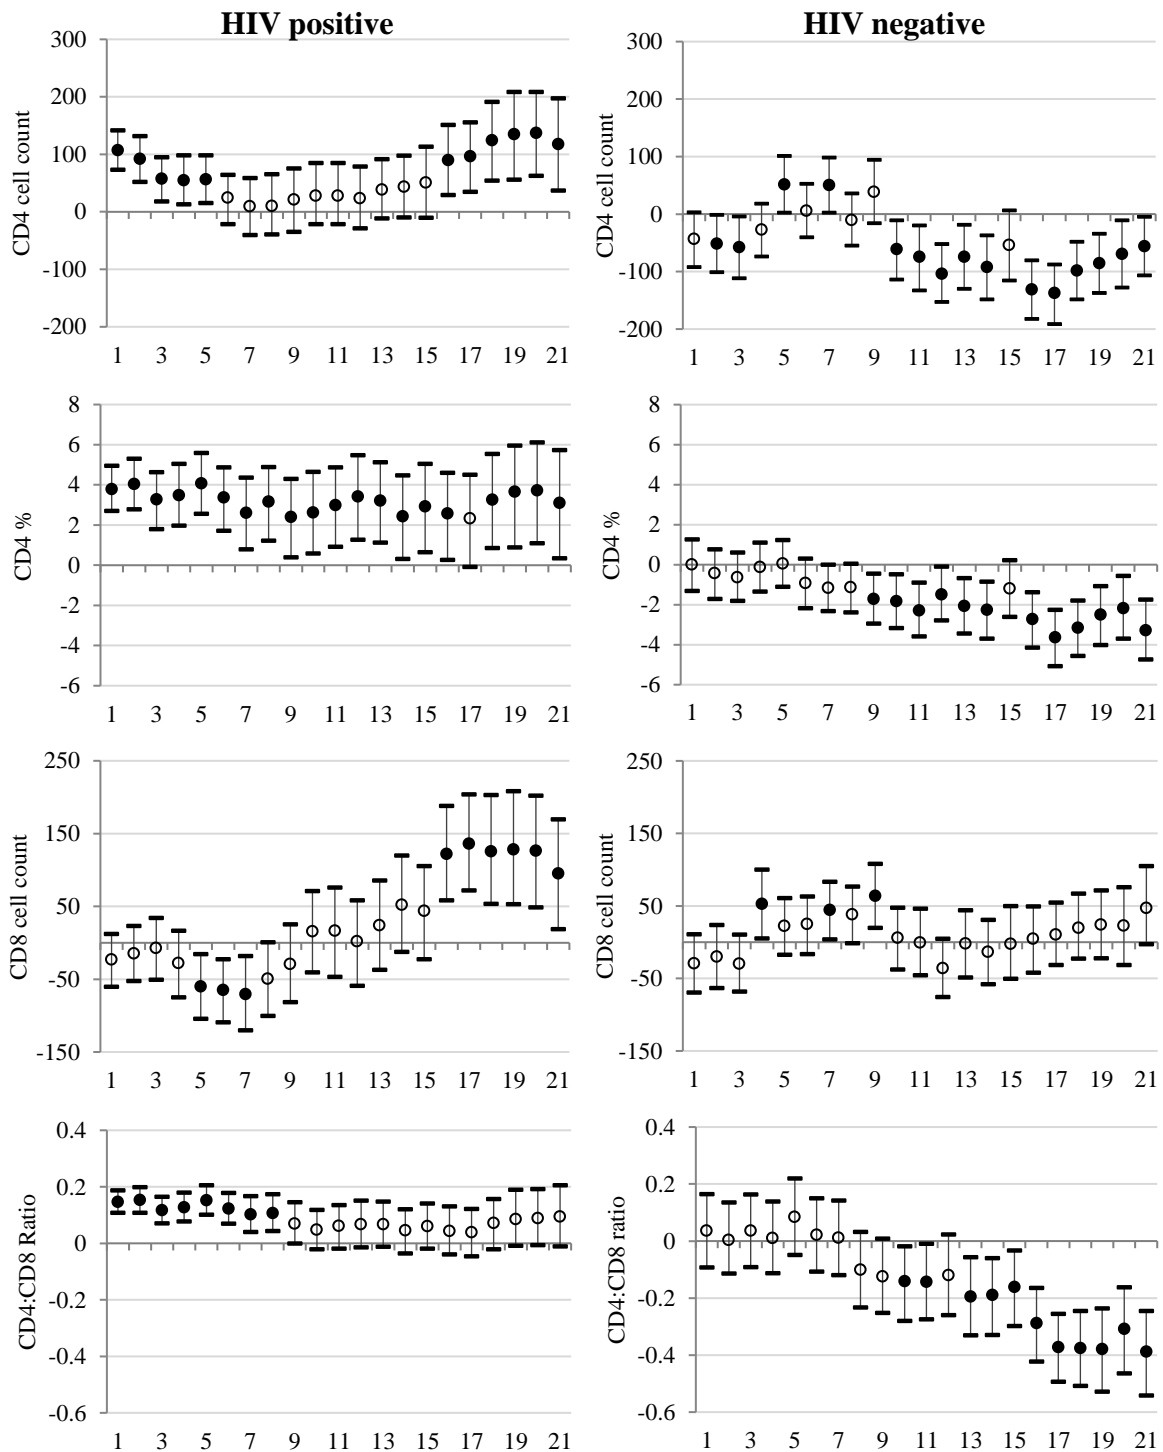 HIV positive
HIV negative
CD4 cell count
300
200
100
0
-100
-200
1 3 5 7 9 11 13 15 17 19 21
CD4 cell count
300
200
100
0
-100
-200
1 3 5 7 9 11 13 15 17 19 21
CD4 %
8
6
4
2
0
-2
-4
-6
1 3 5 7 9 11 13 15 17 19 21
CD4 %
8
6
4
2
0
-2
-4
-6
1 3 5 7 9 11 13 15 17 19 21
CD8 cell count
250
150
50
-50
-150
1 3 5 7 9 11 13 15 17 19 21
CD8 cell count
250
150
50
-50
-150
1 3 5 7 9 11 13 15 17 19 21
CD4:CD8 Ratio
0.4
0.2
0
-0.2
-0.4
-0.6
1 3 5 7 9 11 13 15 17 19 21
CD4:CD8 ratio
0.4
0.2
0
-0.2
-0.4
-0.6
1 3 5 7 9 11 13 15 17 19 21